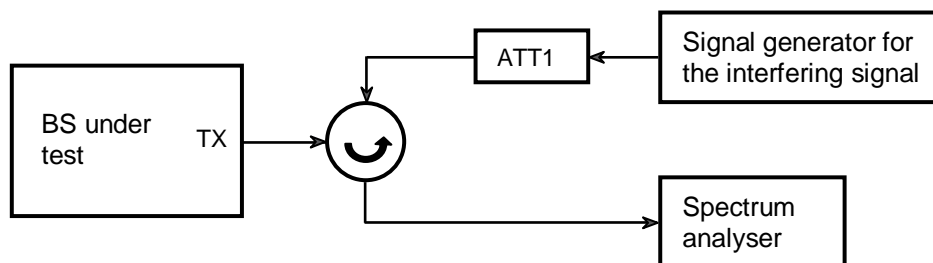 Signal generator for
the interfering signal
ATT1
BS under
test
TX
Spectrum
analyser